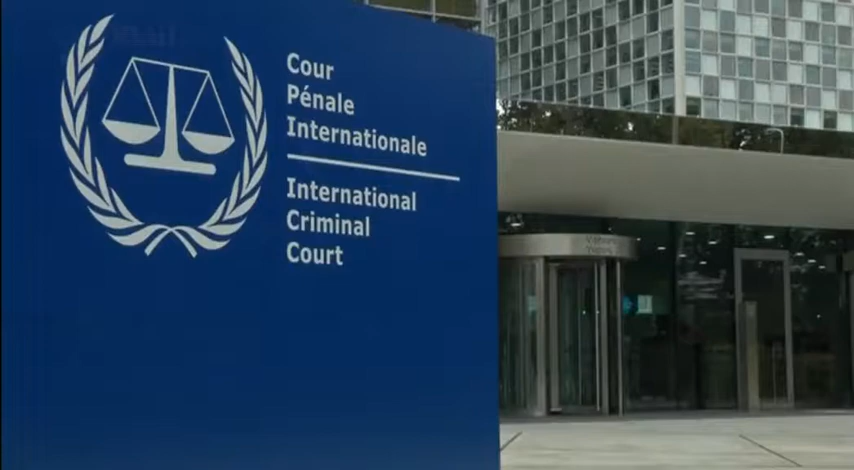 Cour
Pénale
Internationale
International
Criminal
Court